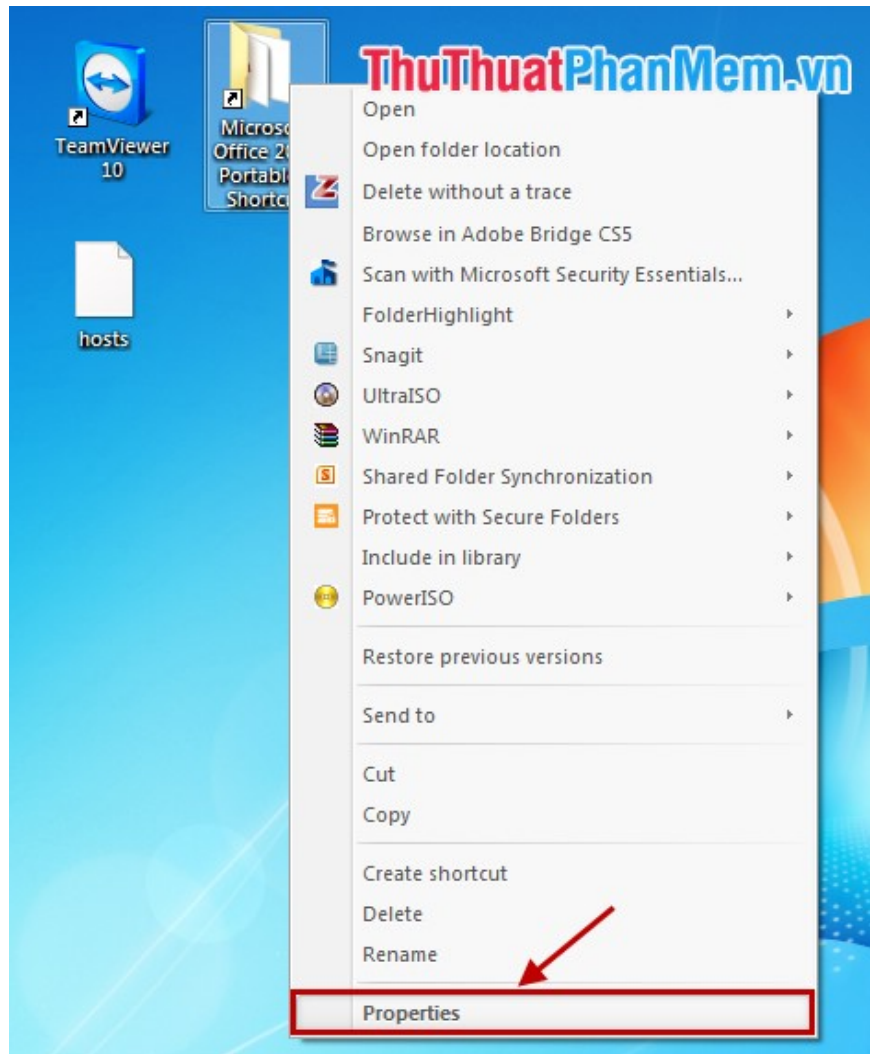 ThuThuatPhanMem.vn
TeamViewer
10
Office
hosts
Open
Open folder location
Delete without a trace
Browse in Adobe Bridge CS5
Scan with Microsoft Security Essentials...
FolderHighlight
Snagit
UltraISO
WinRAR
Shared Folder Synchronization
Protect with Secure Folders
Include in library
PowerISO
Restore previous versions
Send to
Cut
Copy
Create shortcut
Delete
Rename
Properties